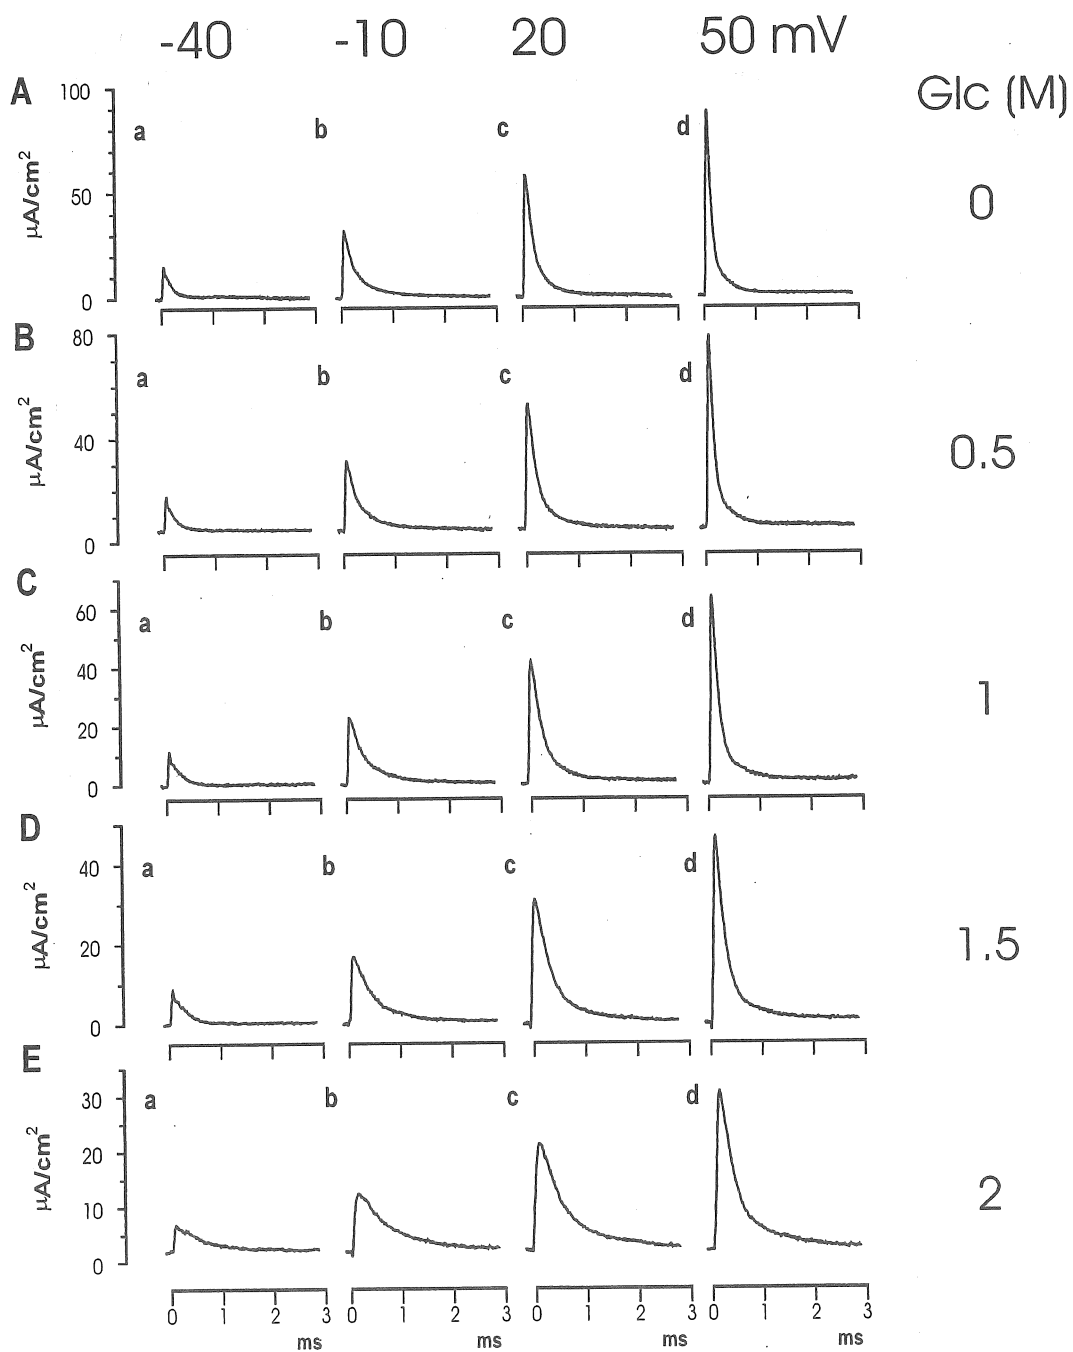 -40 -10 20 50 mV
Glc (M)
A
μA/cm²
100
50
0
a b c d
0
B
μA/cm²
80
40
0
a b c d
0.5
C
μA/cm²
60
40
20
0
a b c d
1
D
μA/cm²
40
20
0
a b c d
1.5
E
μA/cm²
30
20
10
0
a b c d
2
0 1 2 3 0 1 2 3 0 1 2 3 0 1 2 3
ms ms ms ms